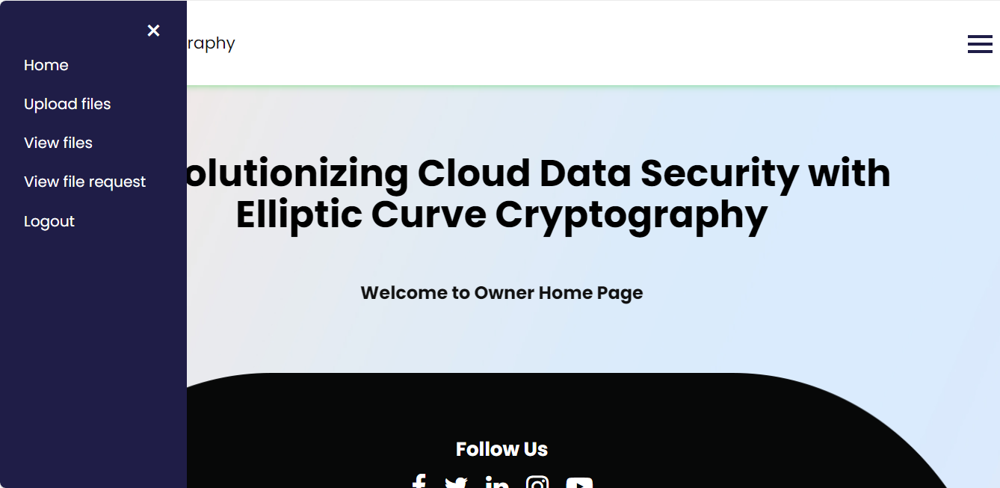 ×
Home
Upload files
View files
View file request
Logout
raphy
olutionizing Cloud Data Security with
Elliptic Curve Cryptography
Welcome to Owner Home Page
Follow Us